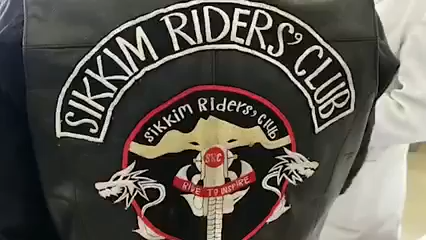 SIKKIM RIDERS' CLUB
Sikkim Riders' Club
SRC
RIDE TO INSPIRE